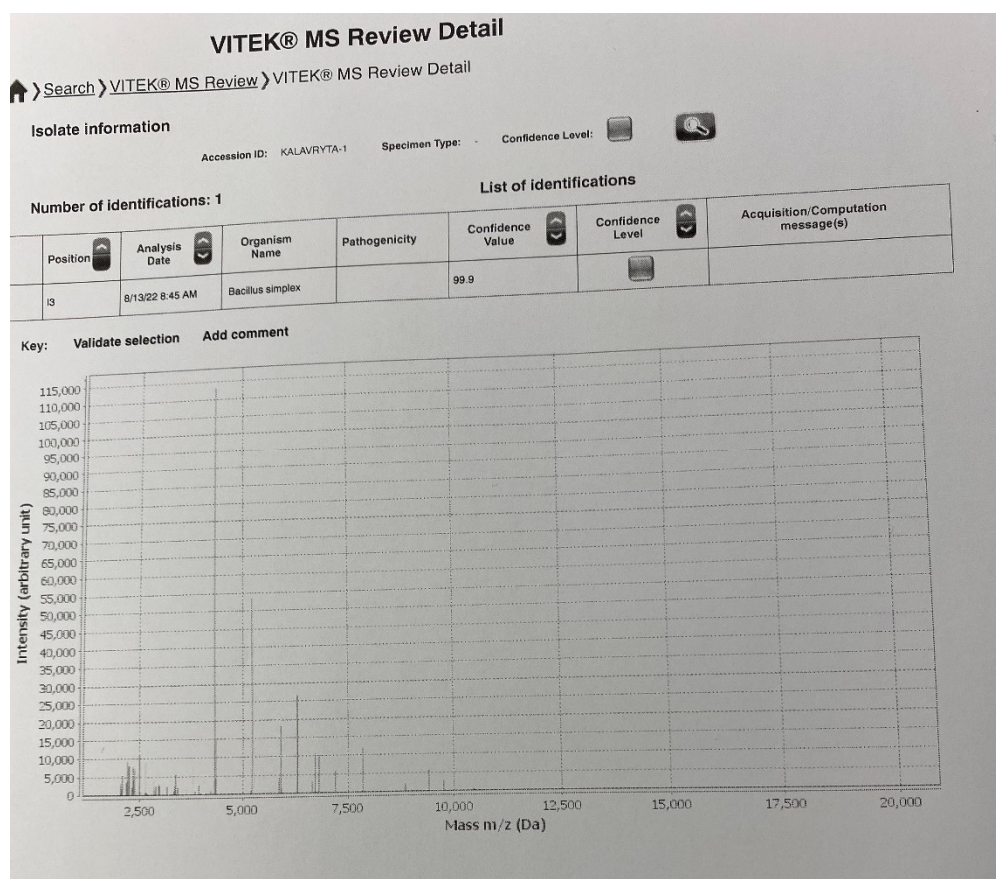 VITEK® MS Review Detail
Search ❯ VITEK® MS Review ❯ VITEK® MS Review Detail
Isolate information
Accession ID: KALAVRYTA-1 Specimen Type: - Confidence Level:
Number of identifications: 1
List of identifications
Position Analysis Date Organism Name Pathogenicity Confidence Value Confidence Level Acquisition/Computation message(s)
I3 8/13/22 8:45 AM Bacillus simplex 99.9
Key: Validate selection Add comment
115,000
110,000
105,000
100,000
95,000
90,000
85,000
80,000
75,000
70,000
65,000
60,000
55,000
50,000
45,000
40,000
35,000
30,000
25,000
20,000
15,000
10,000
5,000
0
Intensity (arbitrary unit)
2,500 5,000 7,500 10,000 12,500 15,000 17,500 20,000
Mass m/z (Da)